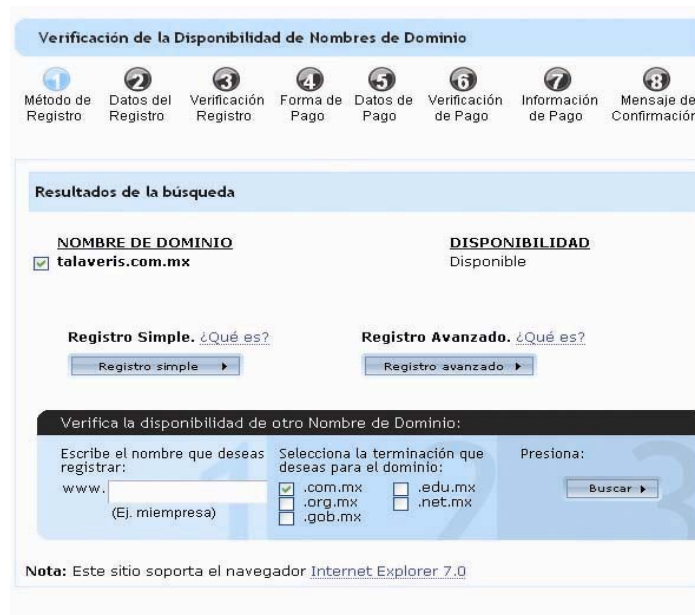 Verificación de la Disponibilidad de Nombres de Dominio
1 2 3 4 5 6 7 8
Método de Registro
Datos del Registro
Verificación Registro
Forma de Pago
Datos de Pago
Verificación de Pago
Información de Pago
Mensaje de Confirmación
Resultados de la búsqueda
NOMBRE DE DOMINIO DISPONIBILIDAD
talaveris.com.mx Disponible
Registro Simple. ¿Qué es? Registro Avanzado. ¿Qué es?
Registro simple Registro avanzado
Verifica la disponibilidad de otro Nombre de Dominio:
Escribe el nombre que deseas
registrar:
www.
(Ej. miempresa)
Selecciona la terminación que
deseas para el dominio:
.com.mx .edu.mx
.org.mx .net.mx
.gob.mx
Presiona:
Buscar
1 2 3
Nota: Este sitio soporta el navegador Internet Explorer 7.0